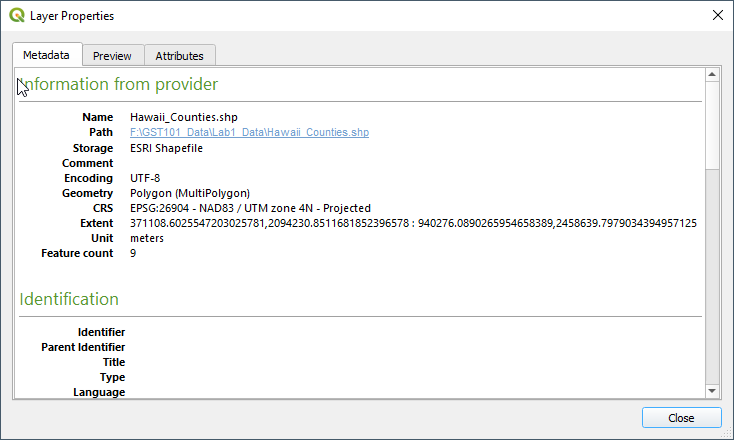 Layer Properties
Metadata Preview Attributes
Information from provider
Name Hawaii_Counties.shp
Path F:\GST101_Data\Lab1_Data\Hawaii_Counties.shp
Storage ESRI Shapefile
Comment
Encoding UTF-8
Geometry Polygon (MultiPolygon)
CRS EPSG:26904 - NAD83 / UTM zone 4N - Projected
Extent 371108.6025547203025781,2094230.8511681852396578 : 940276.0890265954658389,2458639.7979034394957125
Unit meters
Feature count 9
Identification
Identifier
Parent Identifier
Title
Type
Language
Close